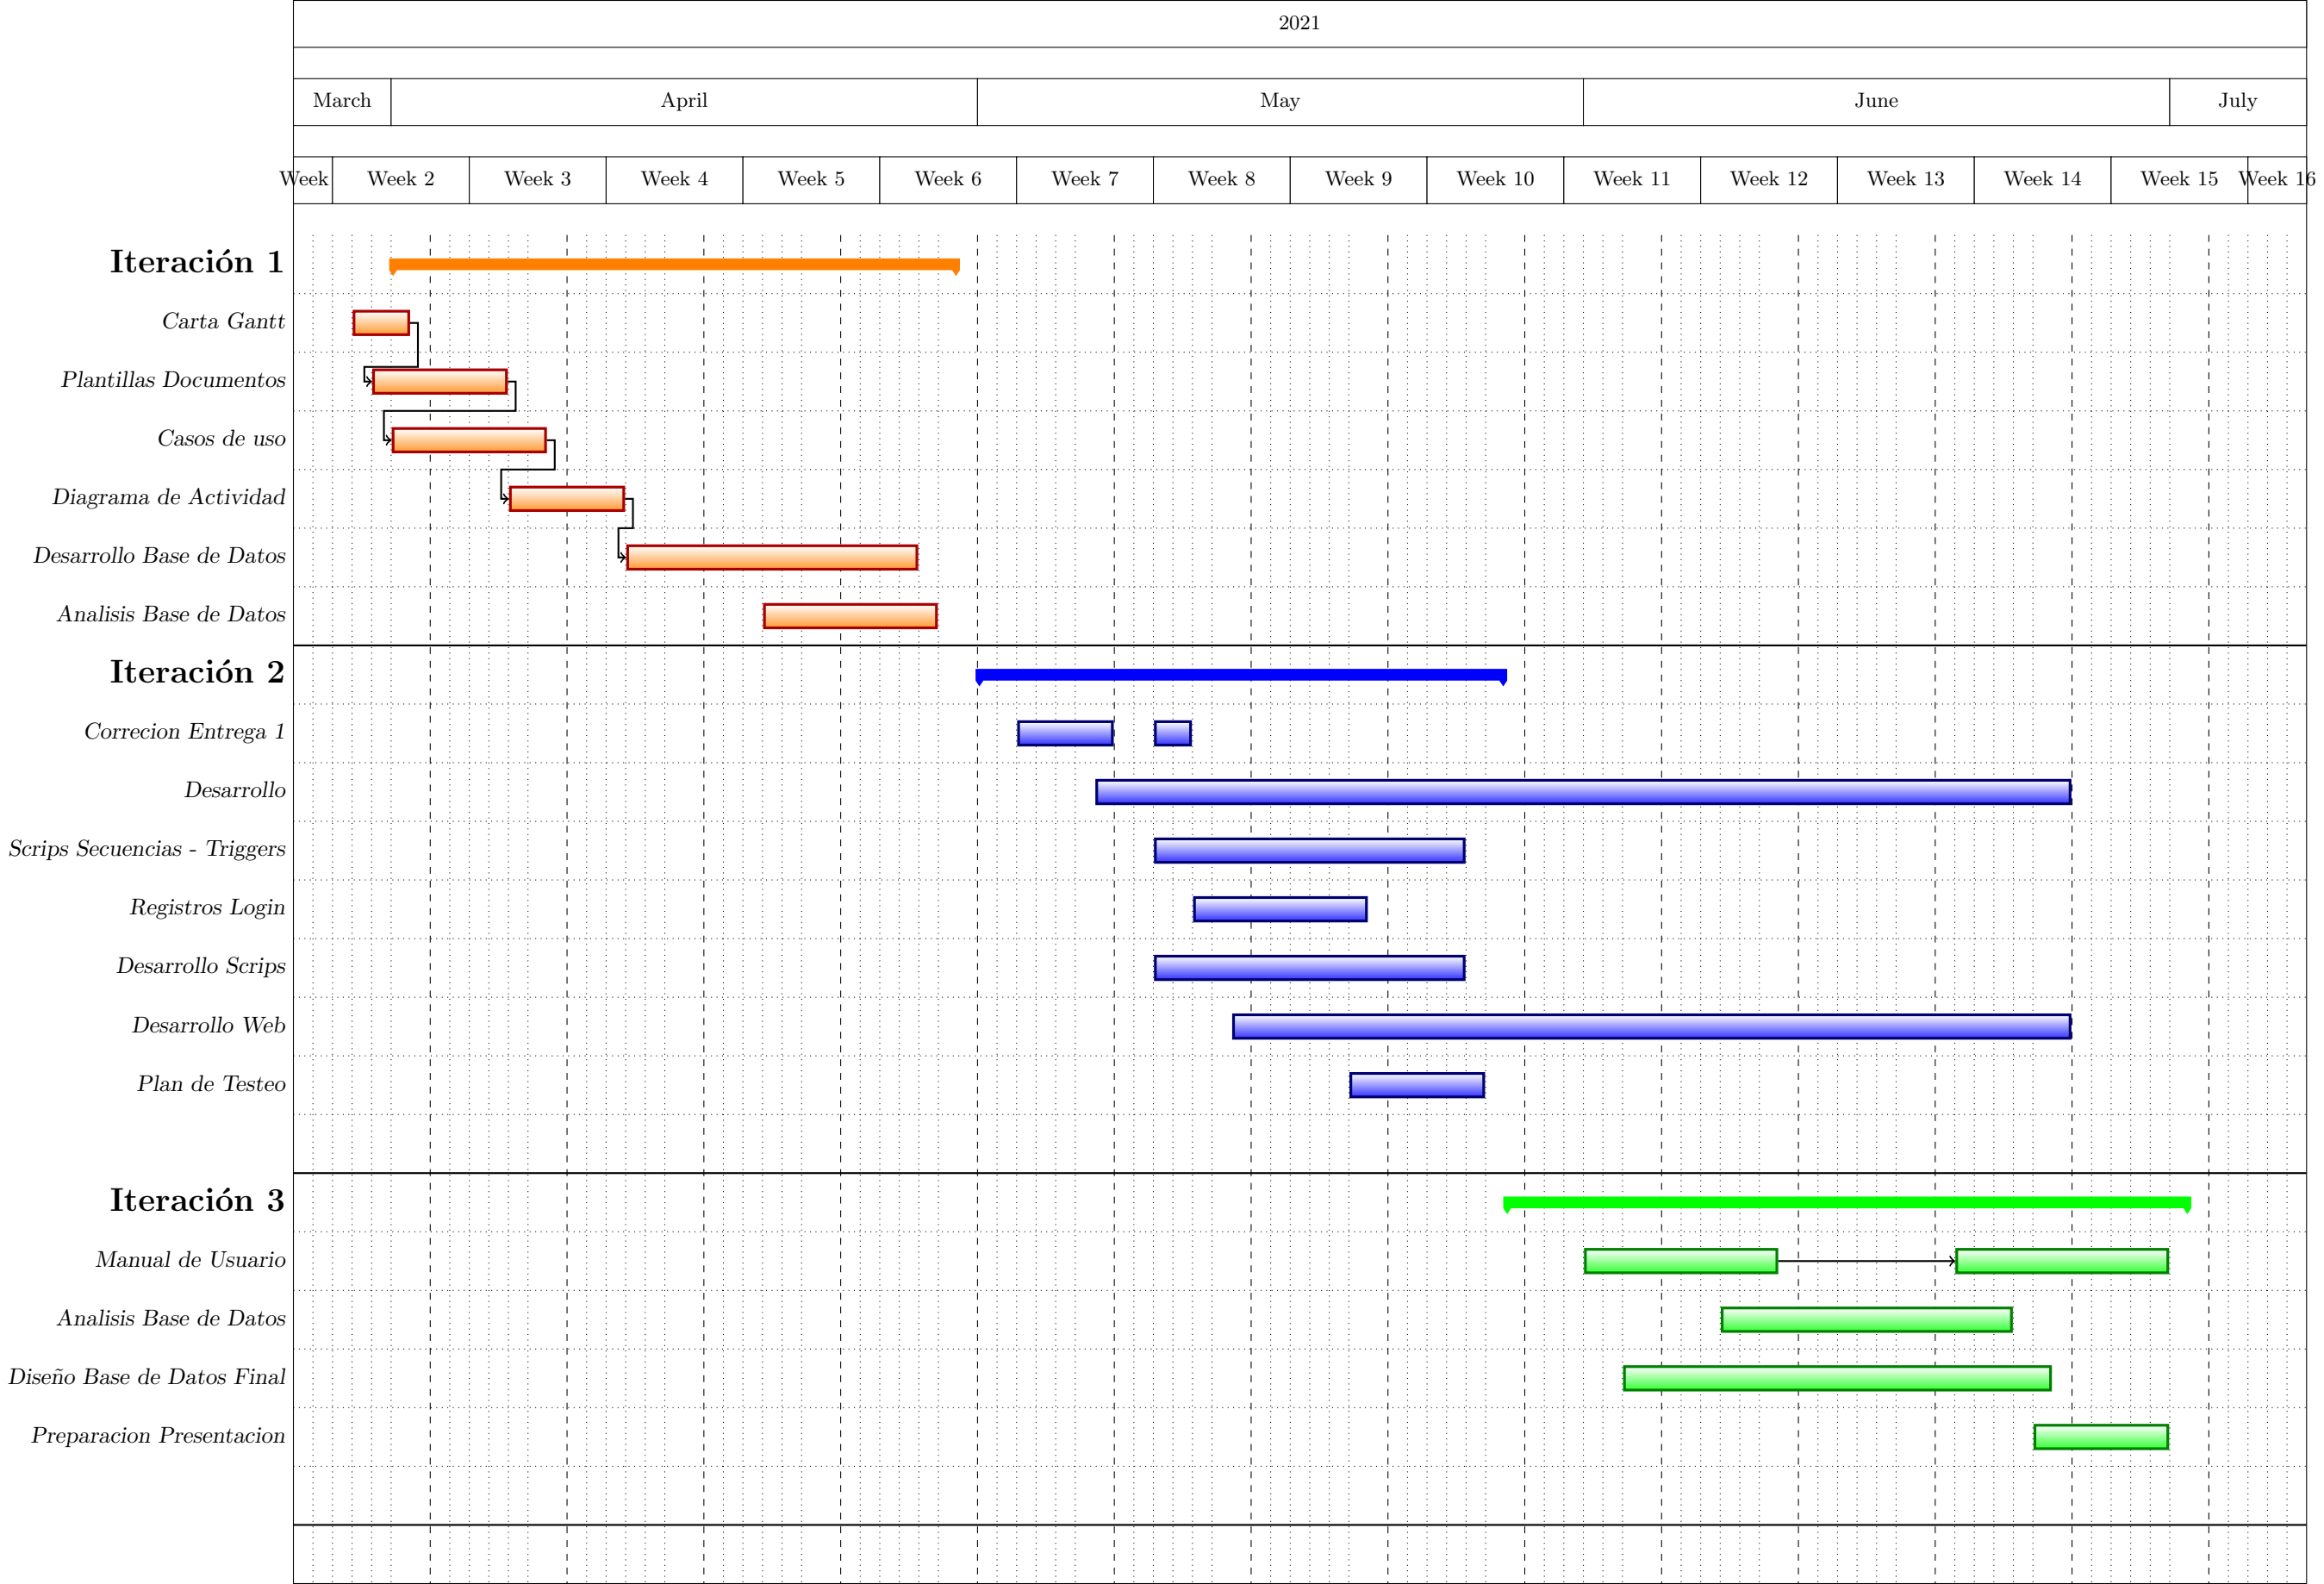 2021
March April May June July
Week Week 2 Week 3 Week 4 Week 5 Week 6 Week 7 Week 8 Week 9 Week 10 Week 11 Week 12 Week 13 Week 14 Week 15 Week 16
Iteración 1
Carta Gantt
Plantillas Documentos
Casos de uso
Diagrama de Actividad
Desarrollo Base de Datos
Analisis Base de Datos
Iteración 2
Correcion Entrega 1
Desarrollo
Scrips Secuencias - Triggers
Registros Login
Desarrollo Scrips
Desarrollo Web
Plan de Testeo
Iteración 3
Manual de Usuario
Analisis Base de Datos
Diseño Base de Datos Final
Preparacion Presentacion